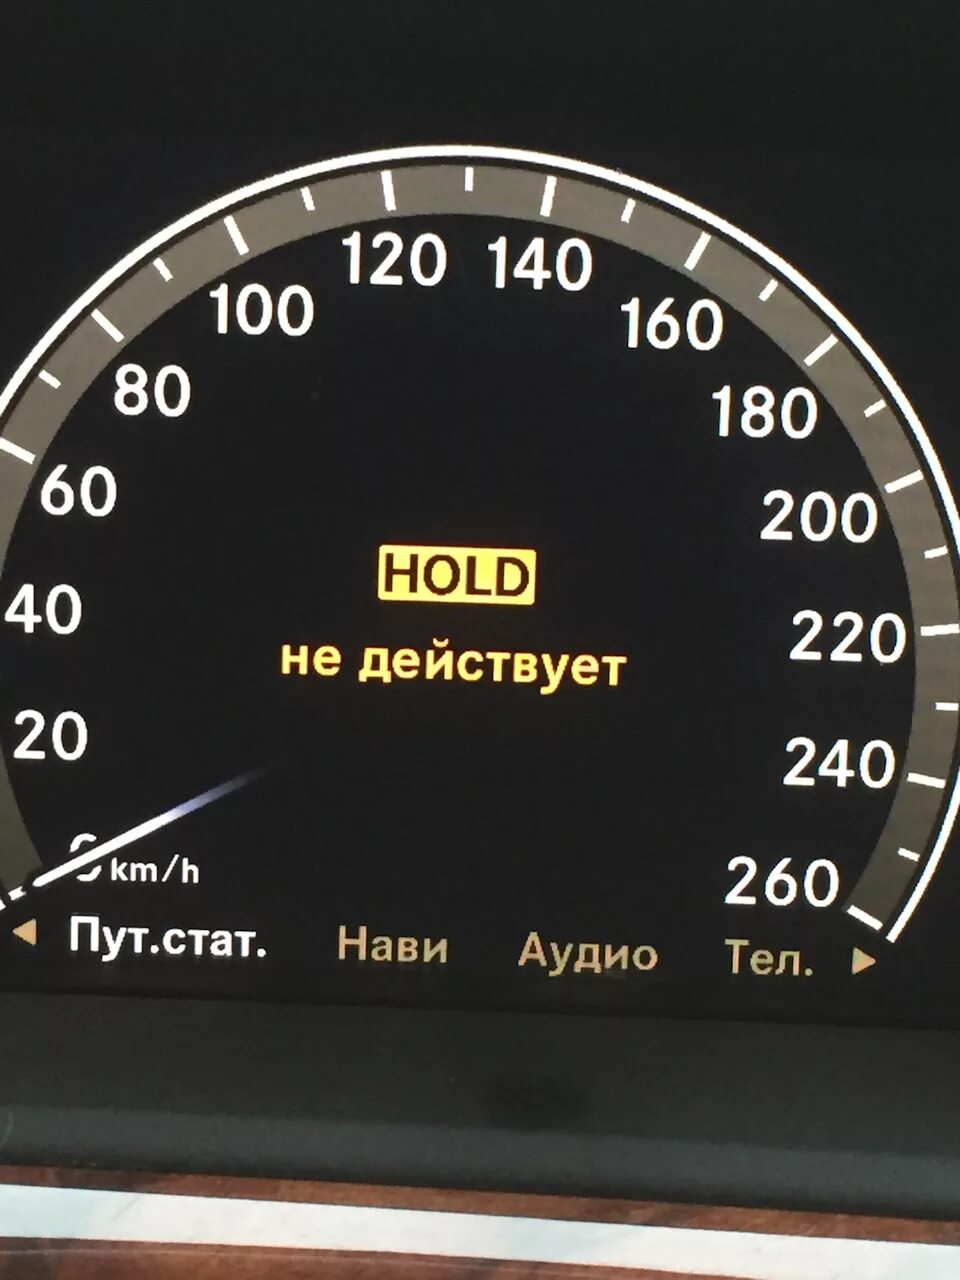 120 140
100 160
80 180
60 200
HOLD
40 220
не действует
20 240
0 km/h 260
Пут.стат. Нави Аудио Тел.